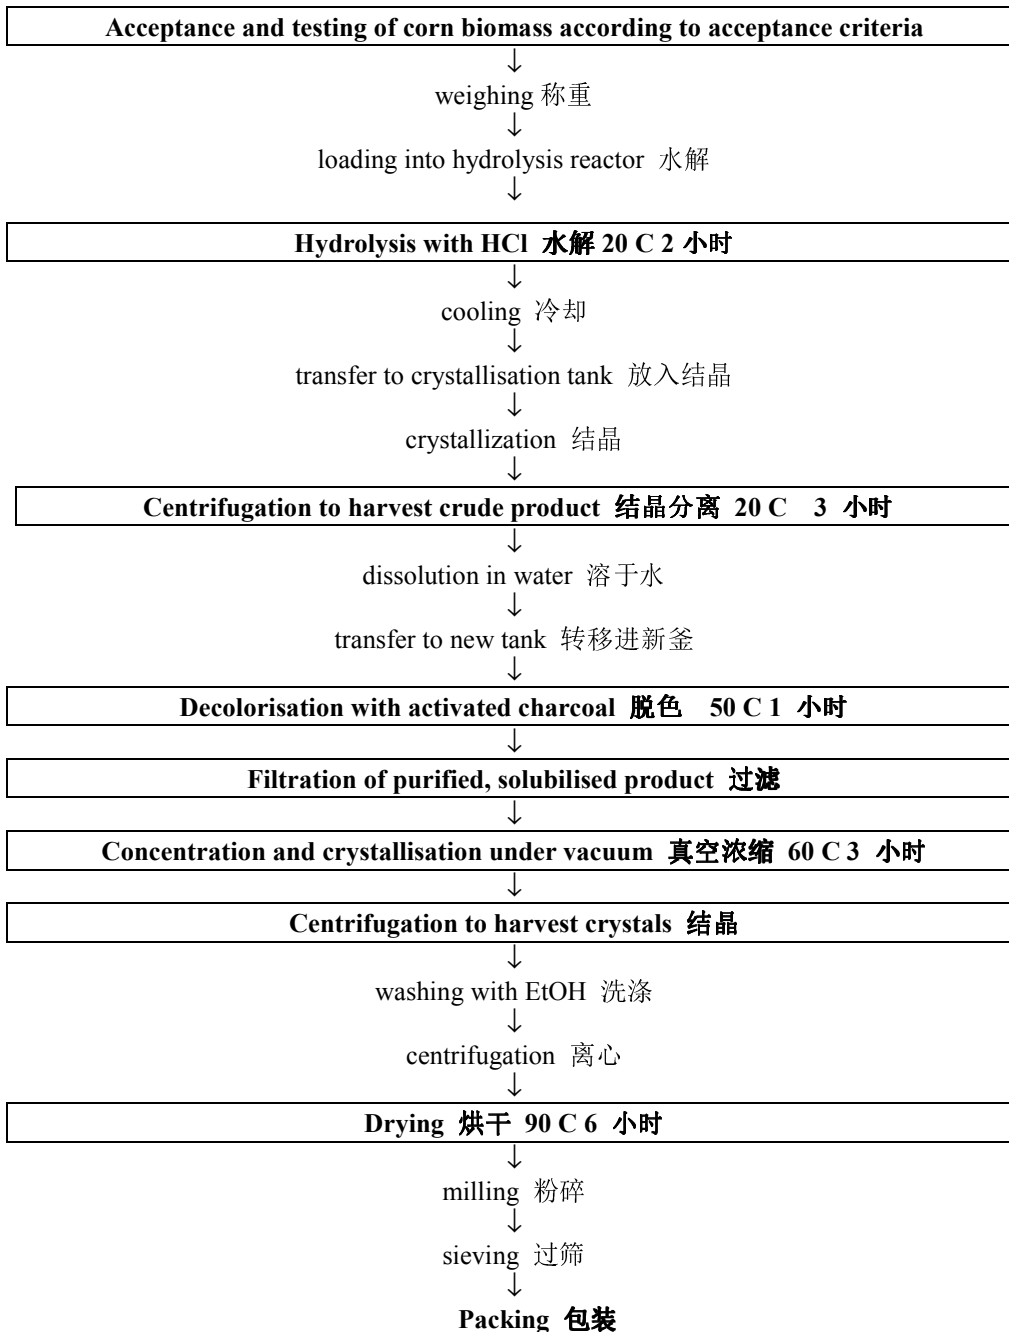 Acceptance and testing of corn biomass according to acceptance criteria
↓
weighing 称重
↓
loading into hydrolysis reactor 水解
↓
Hydrolysis with HCl 水解 20 C 2 小时
↓
cooling 冷却
↓
transfer to crystallisation tank 放入结晶
↓
crystallization 结晶
↓
Centrifugation to harvest crude product 结晶分离 20 C 3 小时
↓
dissolution in water 溶于水
↓
transfer to new tank 转移进新釜
↓
Decolorisation with activated charcoal 脱色 50 C 1 小时
↓
Filtration of purified, solubilised product 过滤
↓
Concentration and crystallisation under vacuum 真空浓缩 60 C 3 小时
↓
Centrifugation to harvest crystals 结晶
↓
washing with EtOH 洗涤
↓
centrifugation 离心
↓
Drying 烘干 90 C 6 小时
↓
milling 粉碎
↓
sieving 过筛
↓
Packing 包装